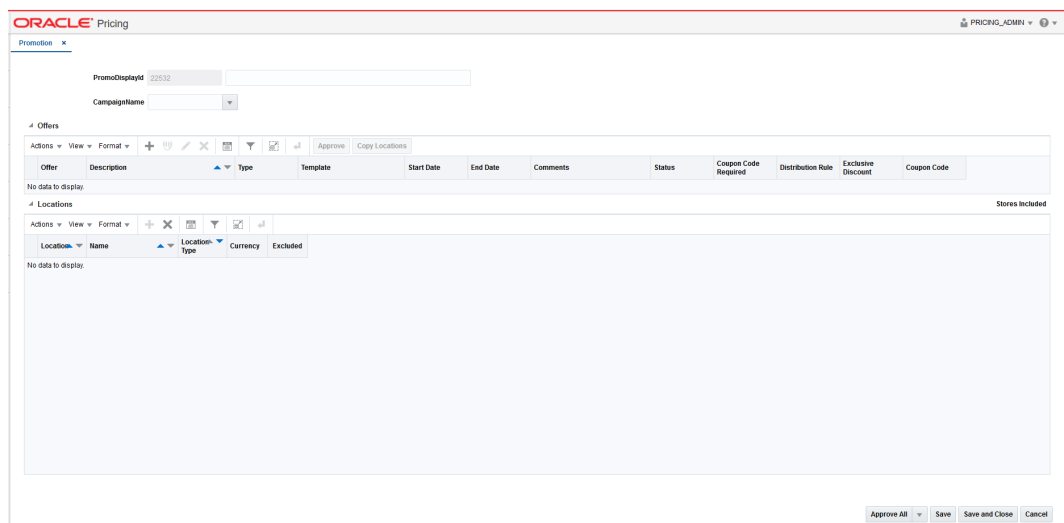 ORACLE® Pricing
PRICING_ADMIN
Promotion ×
PromoDisplayId 22532
CampaignName
Offers
Actions View Format Approve Copy Locations
Offer Description Type Template Start Date End Date Comments Status Coupon Code Required Distribution Rule Exclusive Discount Coupon Code
No data to display.
Locations Stores Included
Actions View Format
Location Name Location Type Currency Excluded
No data to display.
Approve All Save Save and Close Cancel